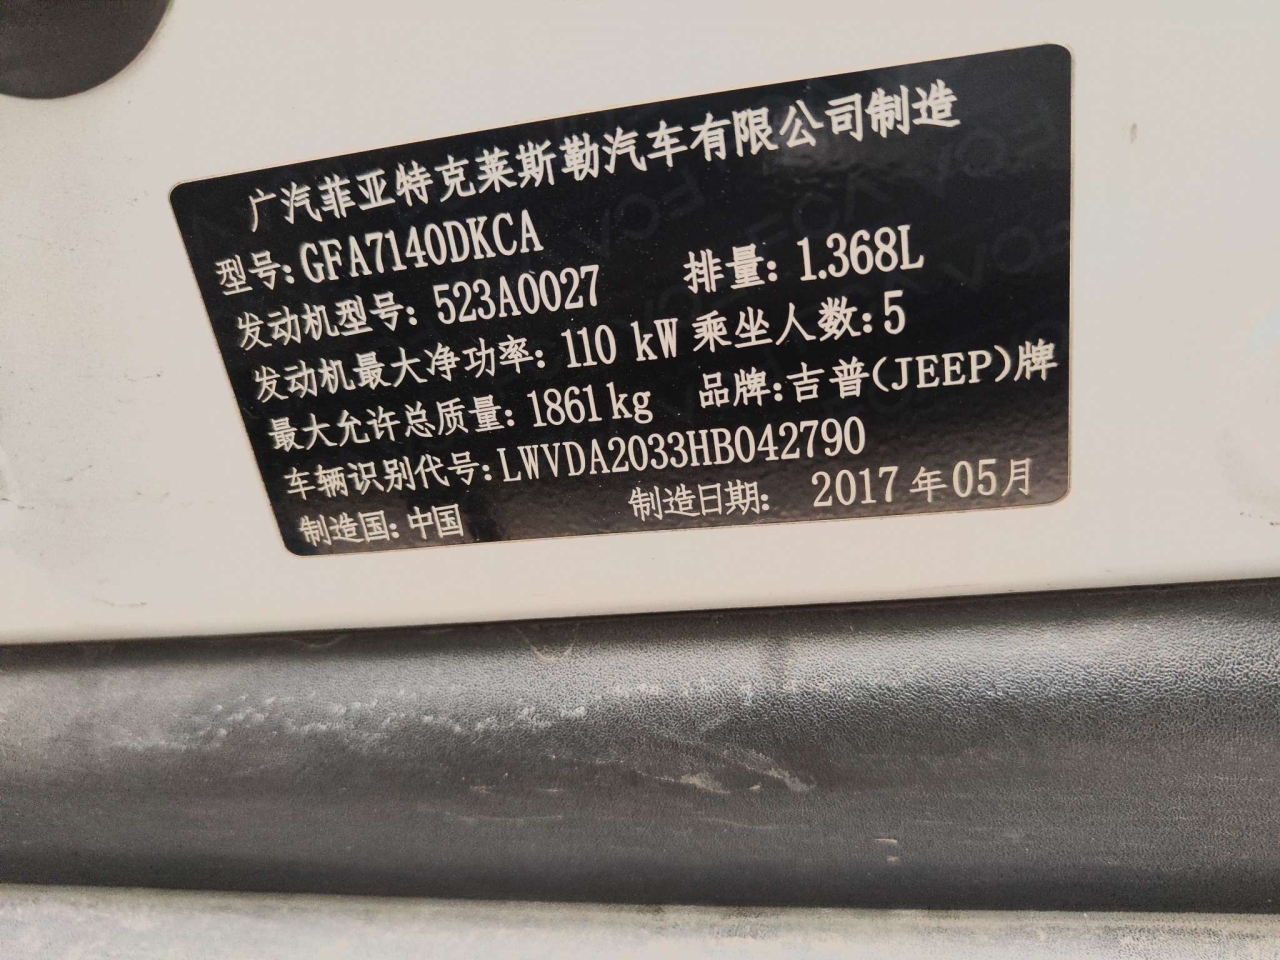 广汽菲亚特克莱斯勒汽车有限公司制造
型号:GFA7140DKCA
发动机型号:523A0027 排量:1.368L
发动机最大净功率:110 kW 乘坐人数:5
最大允许总质量:1861kg 品牌:吉普(JEEP)牌
车辆识别代号:LWVDA2033HB042790
制造国:中国 制造日期: 2017年05月